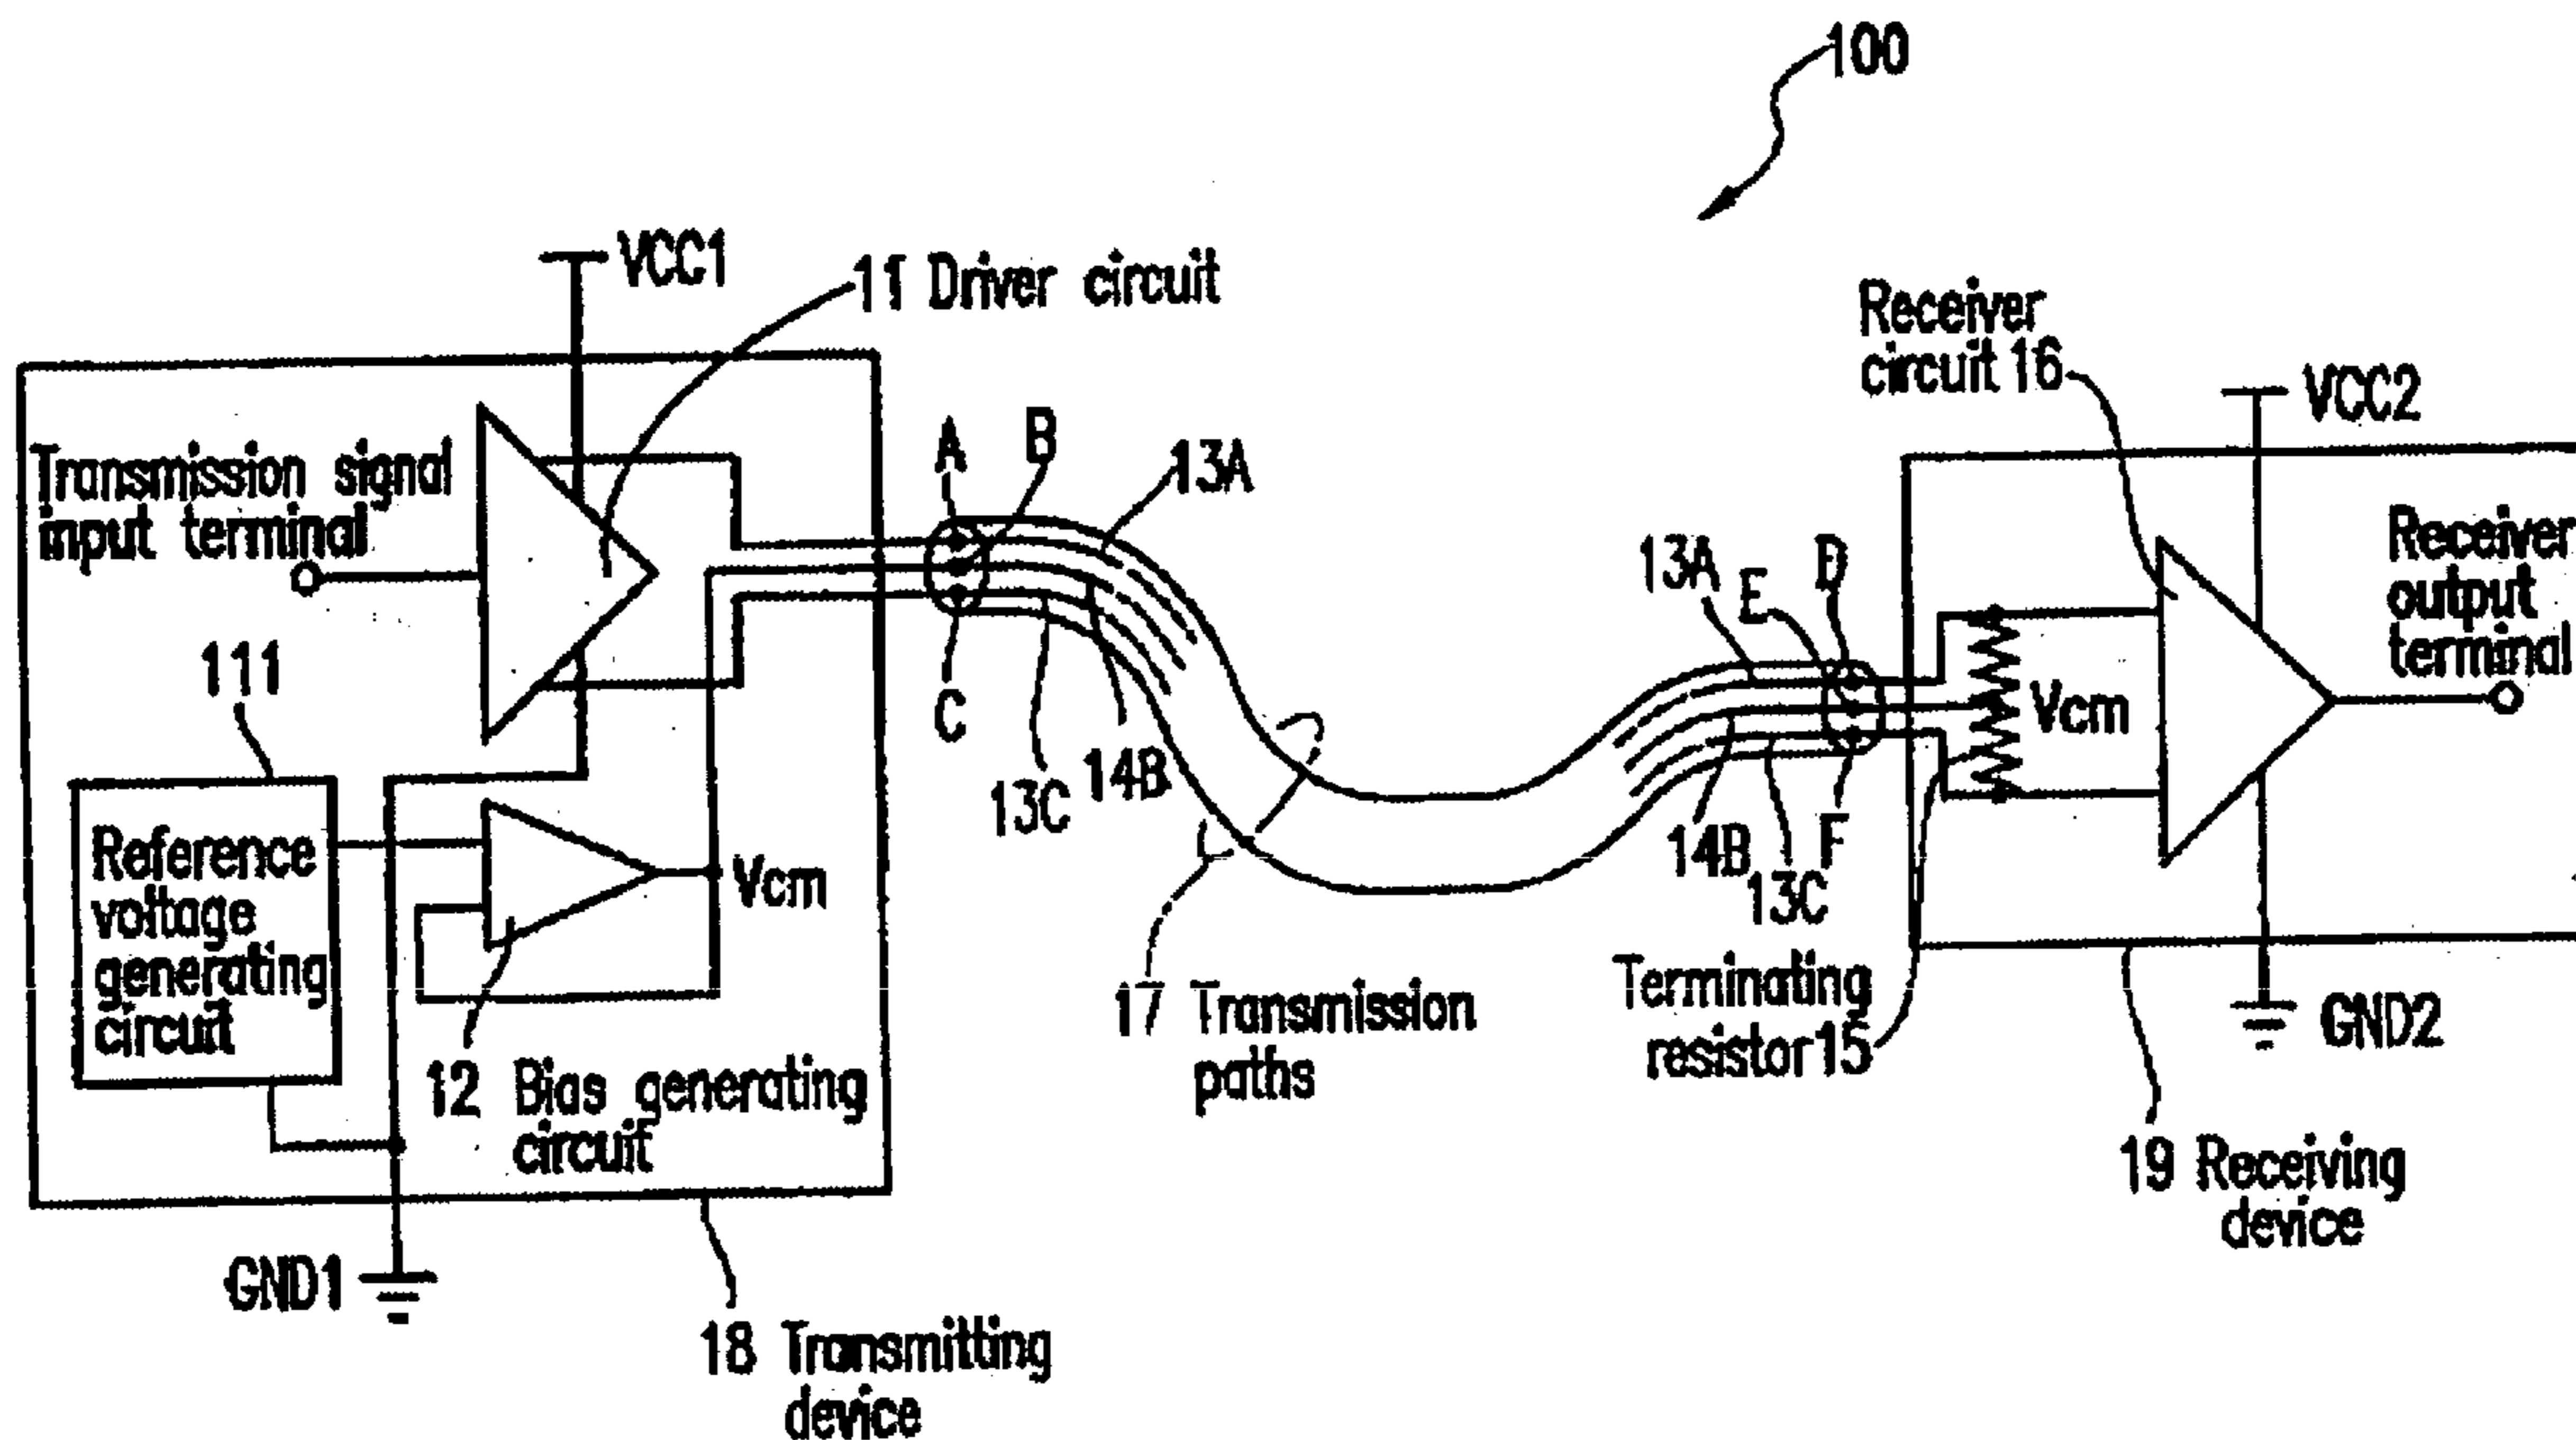 100
VCC1
11 Driver circuit
Receiver
circuit 16
VCC2
Transmission signal
input terminal
A
B
13A
Receiver
output
terminal
13A
E
D
111
C
13C
14B
Vcm
Reference
voltage
generating
circuit
Vcm
14B
13C
F
17 Transmission
paths
Terminating
resistor 15
GND2
12 Bias generating
circuit
19 Receiving
device
GND1
18 Transmitting
device